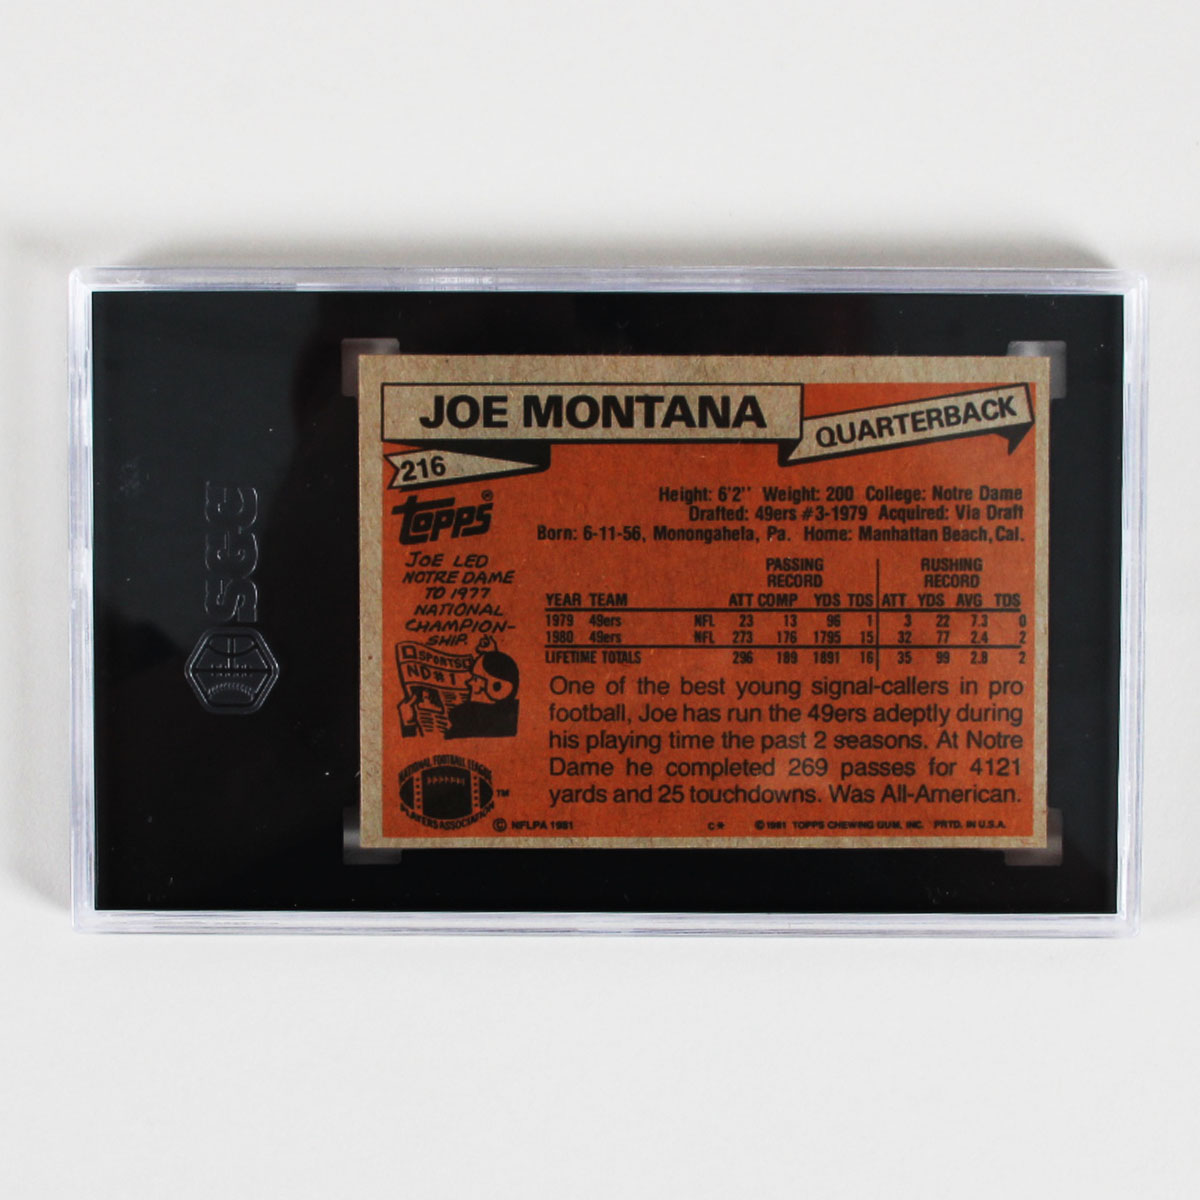 JOE MONTANA
QUARTERBACK
216
topps®
Height: 6'2'' Weight: 200 College: Notre Dame
Drafted: 49ers #3-1979 Acquired: Via Draft
Born: 6-11-56, Monongahela, Pa. Home: Manhattan Beach, Cal.
JOE LED
NOTRE DAME
TO 1977
NATIONAL
CHAMPION-
SHIP.
SPORTS
ND #1
PASSING RUSHING
RECORD RECORD
YEAR TEAM ATT COMP YDS TDS ATT YDS AVG TDS
1979 49ers NFL 23 13 96 1 3 22 7.3 0
1980 49ers NFL 273 176 1795 15 32 77 2.4 2
LIFETIME TOTALS 296 189 1891 16 35 99 2.8 2
One of the best young signal-callers in pro
football, Joe has run the 49ers adeptly during
his playing time the past 2 seasons. At Notre
Dame he completed 269 passes for 4121
yards and 25 touchdowns. Was All-American.
NATIONAL FOOTBALL LEAGUE
PLAYERS ASSOCIATION
TM
© NFLPA 1981
C*
© 1981 TOPPS CHEWING GUM, INC. PRTD. IN U.S.A.
SGC